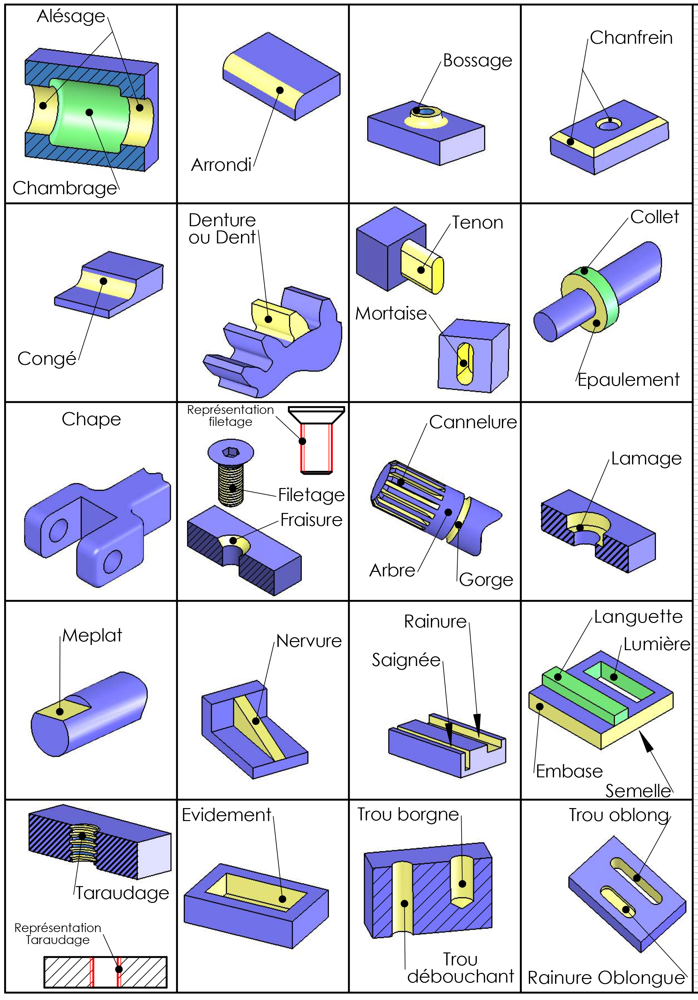 Alésage
Chambrage
Arrondi
Bossage
Chanfrein
Congé
Denture
ou Dent
Tenon
Mortaise
Collet
Epaulement
Chape
Représentation
filetage
Filetage
Fraisure
Cannelure
Arbre
Gorge
Lamage
Meplat
Nervure
Rainure
Saignée
Languette
Lumière
Embase
Semelle
Taraudage
Représentation
Taraudage
Evidement
Trou borgne
Trou
débouchant
Trou oblong
Rainure Oblongue